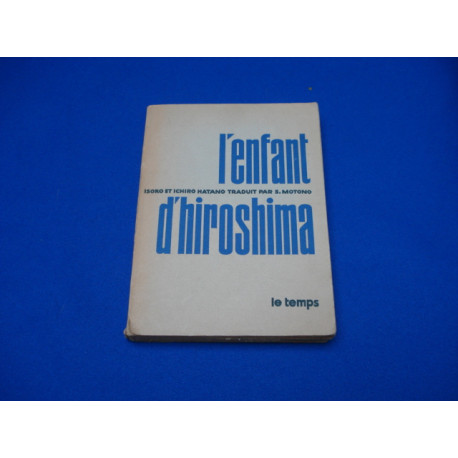 l'enfant
ISOKO ET ICHIRO HATANO TRADUIT PAR S. MOTONO
d'hiroshima
le temps